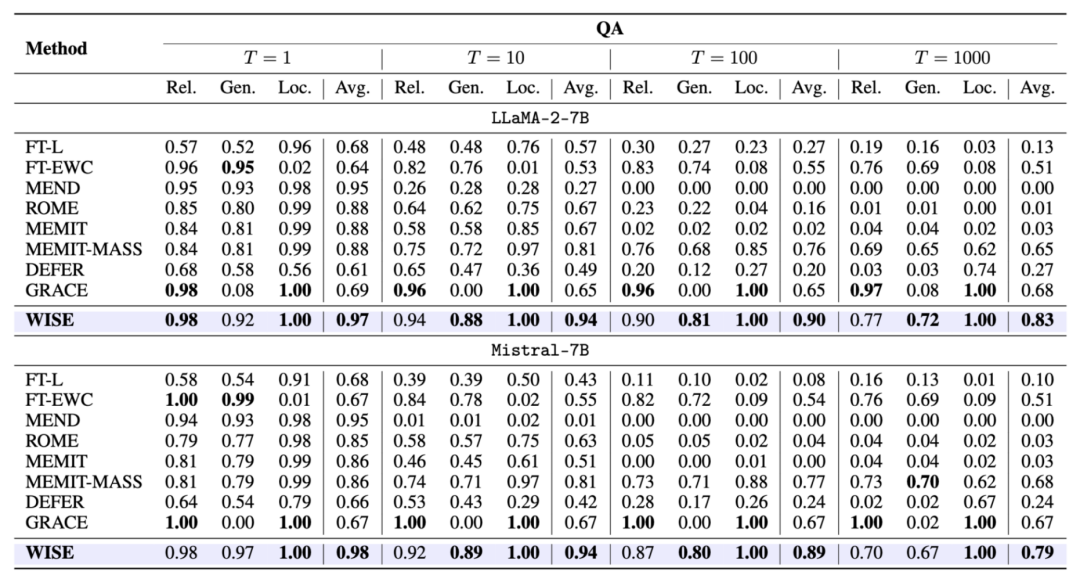 QA
Method
T = 1 T = 10 T = 100 T = 1000
Rel. Gen. Loc. Avg. Rel. Gen. Loc. Avg. Rel. Gen. Loc. Avg. Rel. Gen. Loc. Avg.
LLaMA-2-7B
FT-L 0.57 0.52 0.96 0.68 0.48 0.48 0.76 0.57 0.30 0.27 0.23 0.27 0.19 0.16 0.03 0.13
FT-EWC 0.96 0.95 0.02 0.64 0.82 0.76 0.01 0.53 0.83 0.74 0.08 0.55 0.76 0.69 0.08 0.51
MEND 0.95 0.93 0.98 0.95 0.26 0.28 0.28 0.27 0.00 0.00 0.00 0.00 0.00 0.00 0.00 0.00
ROME 0.85 0.80 0.99 0.88 0.64 0.62 0.75 0.67 0.23 0.22 0.04 0.16 0.01 0.01 0.00 0.01
MEMIT 0.84 0.81 0.99 0.88 0.58 0.58 0.85 0.67 0.02 0.02 0.02 0.02 0.04 0.04 0.02 0.03
MEMIT-MASS 0.84 0.81 0.99 0.88 0.75 0.72 0.97 0.81 0.76 0.68 0.85 0.76 0.69 0.65 0.62 0.65
DEFER 0.68 0.58 0.56 0.61 0.65 0.47 0.36 0.49 0.20 0.12 0.27 0.20 0.03 0.03 0.74 0.27
GRACE 0.98 0.08 1.00 0.69 0.96 0.00 1.00 0.65 0.96 0.00 1.00 0.65 0.97 0.08 1.00 0.68
WISE 0.98 0.92 1.00 0.97 0.94 0.88 1.00 0.94 0.90 0.81 1.00 0.90 0.77 0.72 1.00 0.83
Mistral-7B
FT-L 0.58 0.54 0.91 0.68 0.39 0.39 0.50 0.43 0.11 0.10 0.02 0.08 0.16 0.13 0.01 0.10
FT-EWC 1.00 0.99 0.01 0.67 0.84 0.78 0.02 0.55 0.82 0.72 0.09 0.54 0.76 0.69 0.09 0.51
MEND 0.94 0.93 0.98 0.95 0.01 0.01 0.02 0.01 0.00 0.00 0.00 0.00 0.00 0.00 0.00 0.00
ROME 0.79 0.77 0.98 0.85 0.58 0.57 0.75 0.63 0.05 0.05 0.02 0.04 0.04 0.04 0.02 0.03
MEMIT 0.81 0.79 0.99 0.86 0.46 0.45 0.61 0.51 0.00 0.00 0.01 0.00 0.04 0.04 0.02 0.03
MEMIT-MASS 0.81 0.79 0.99 0.86 0.74 0.71 0.97 0.81 0.73 0.71 0.88 0.77 0.73 0.70 0.62 0.68
DEFER 0.64 0.54 0.79 0.66 0.53 0.43 0.29 0.42 0.28 0.17 0.26 0.24 0.02 0.02 0.67 0.24
GRACE 1.00 0.00 1.00 0.67 1.00 0.00 1.00 0.67 1.00 0.00 1.00 0.67 1.00 0.02 1.00 0.67
WISE 0.98 0.97 1.00 0.98 0.92 0.89 1.00 0.94 0.87 0.80 1.00 0.89 0.70 0.67 1.00 0.79